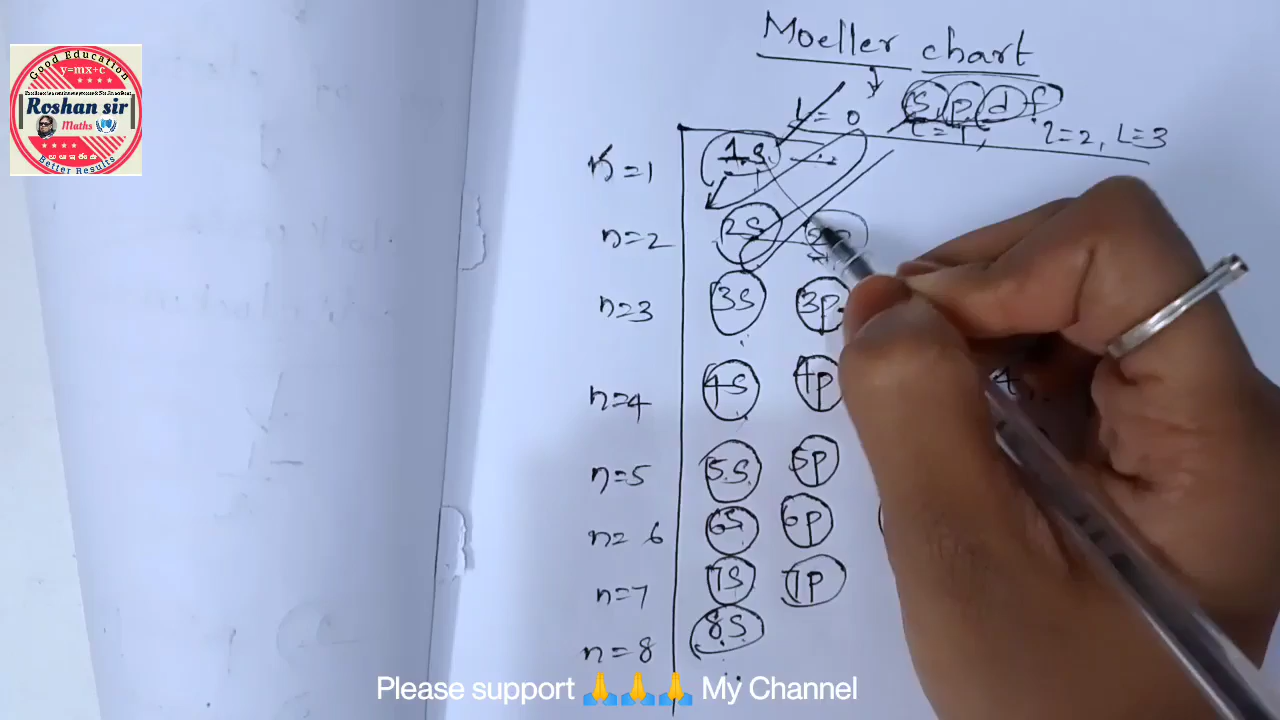 Moeller chart
s, p, d f
l = 0 l=1, l=2, l=3
n=1 1s
n=2 2s
n=3 3s 3p
n=4 4s 4p
n=5 5s 5p
n=6 6s 6p
n=7 7s 7p
n=8 8s
Good Education
y=mx+c
Roshan sir
Maths
Better Results
Please support 🙏🙏🙏 My Channel